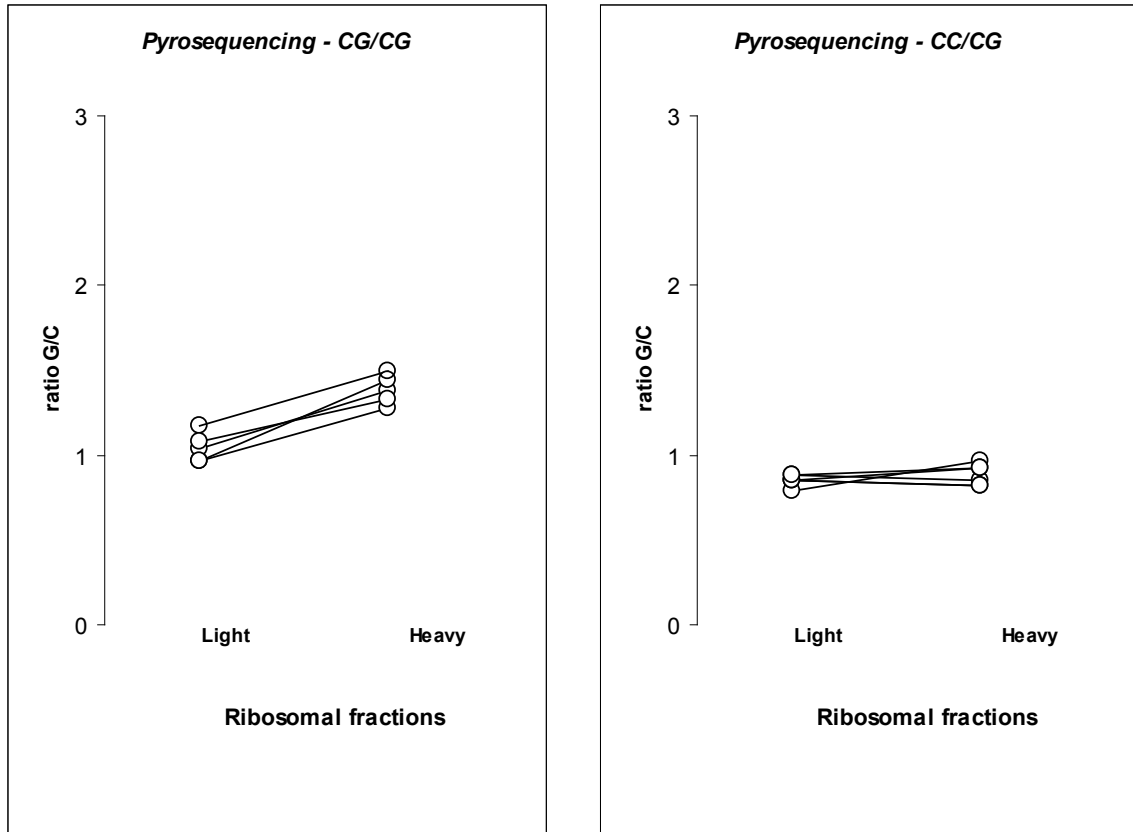 Pyrosequencing - CG/CG
3
2
1
0
ratio G/C
Light Heavy
Ribosomal fractions
Pyrosequencing - CC/CG
3
2
1
0
ratio G/C
Light Heavy
Ribosomal fractions